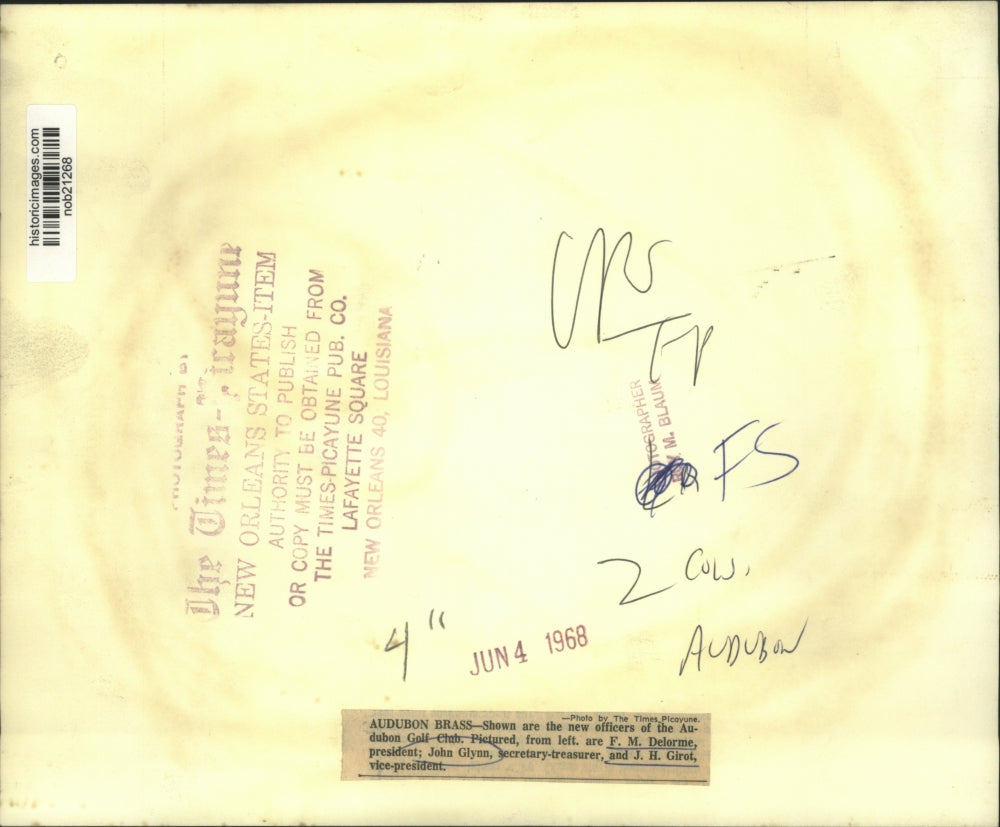 historicimages.com
nob21268
PHOTOGRAPH BY
The Times-Picayune
NEW ORLEANS STATES-ITEM
AUTHORITY TO PUBLISH
OR COPY MUST BE OBTAINED FROM
THE TIMES-PICAYUNE PUB. CO.
LAFAYETTE SQUARE
NEW ORLEANS 40, LOUISIANA
TP
M. BLAUM
FS
2 COLS.
4"
JUN 4 1968
AUDUBON
—Photo by The Times-Picayune.
AUDUBON BRASS—Shown are the new officers of the Au-
dubon Golf Club. Pictured, from left. are F. M. Delorme,
president; John Glynn, secretary-treasurer, and J. H. Girot,
vice-president.